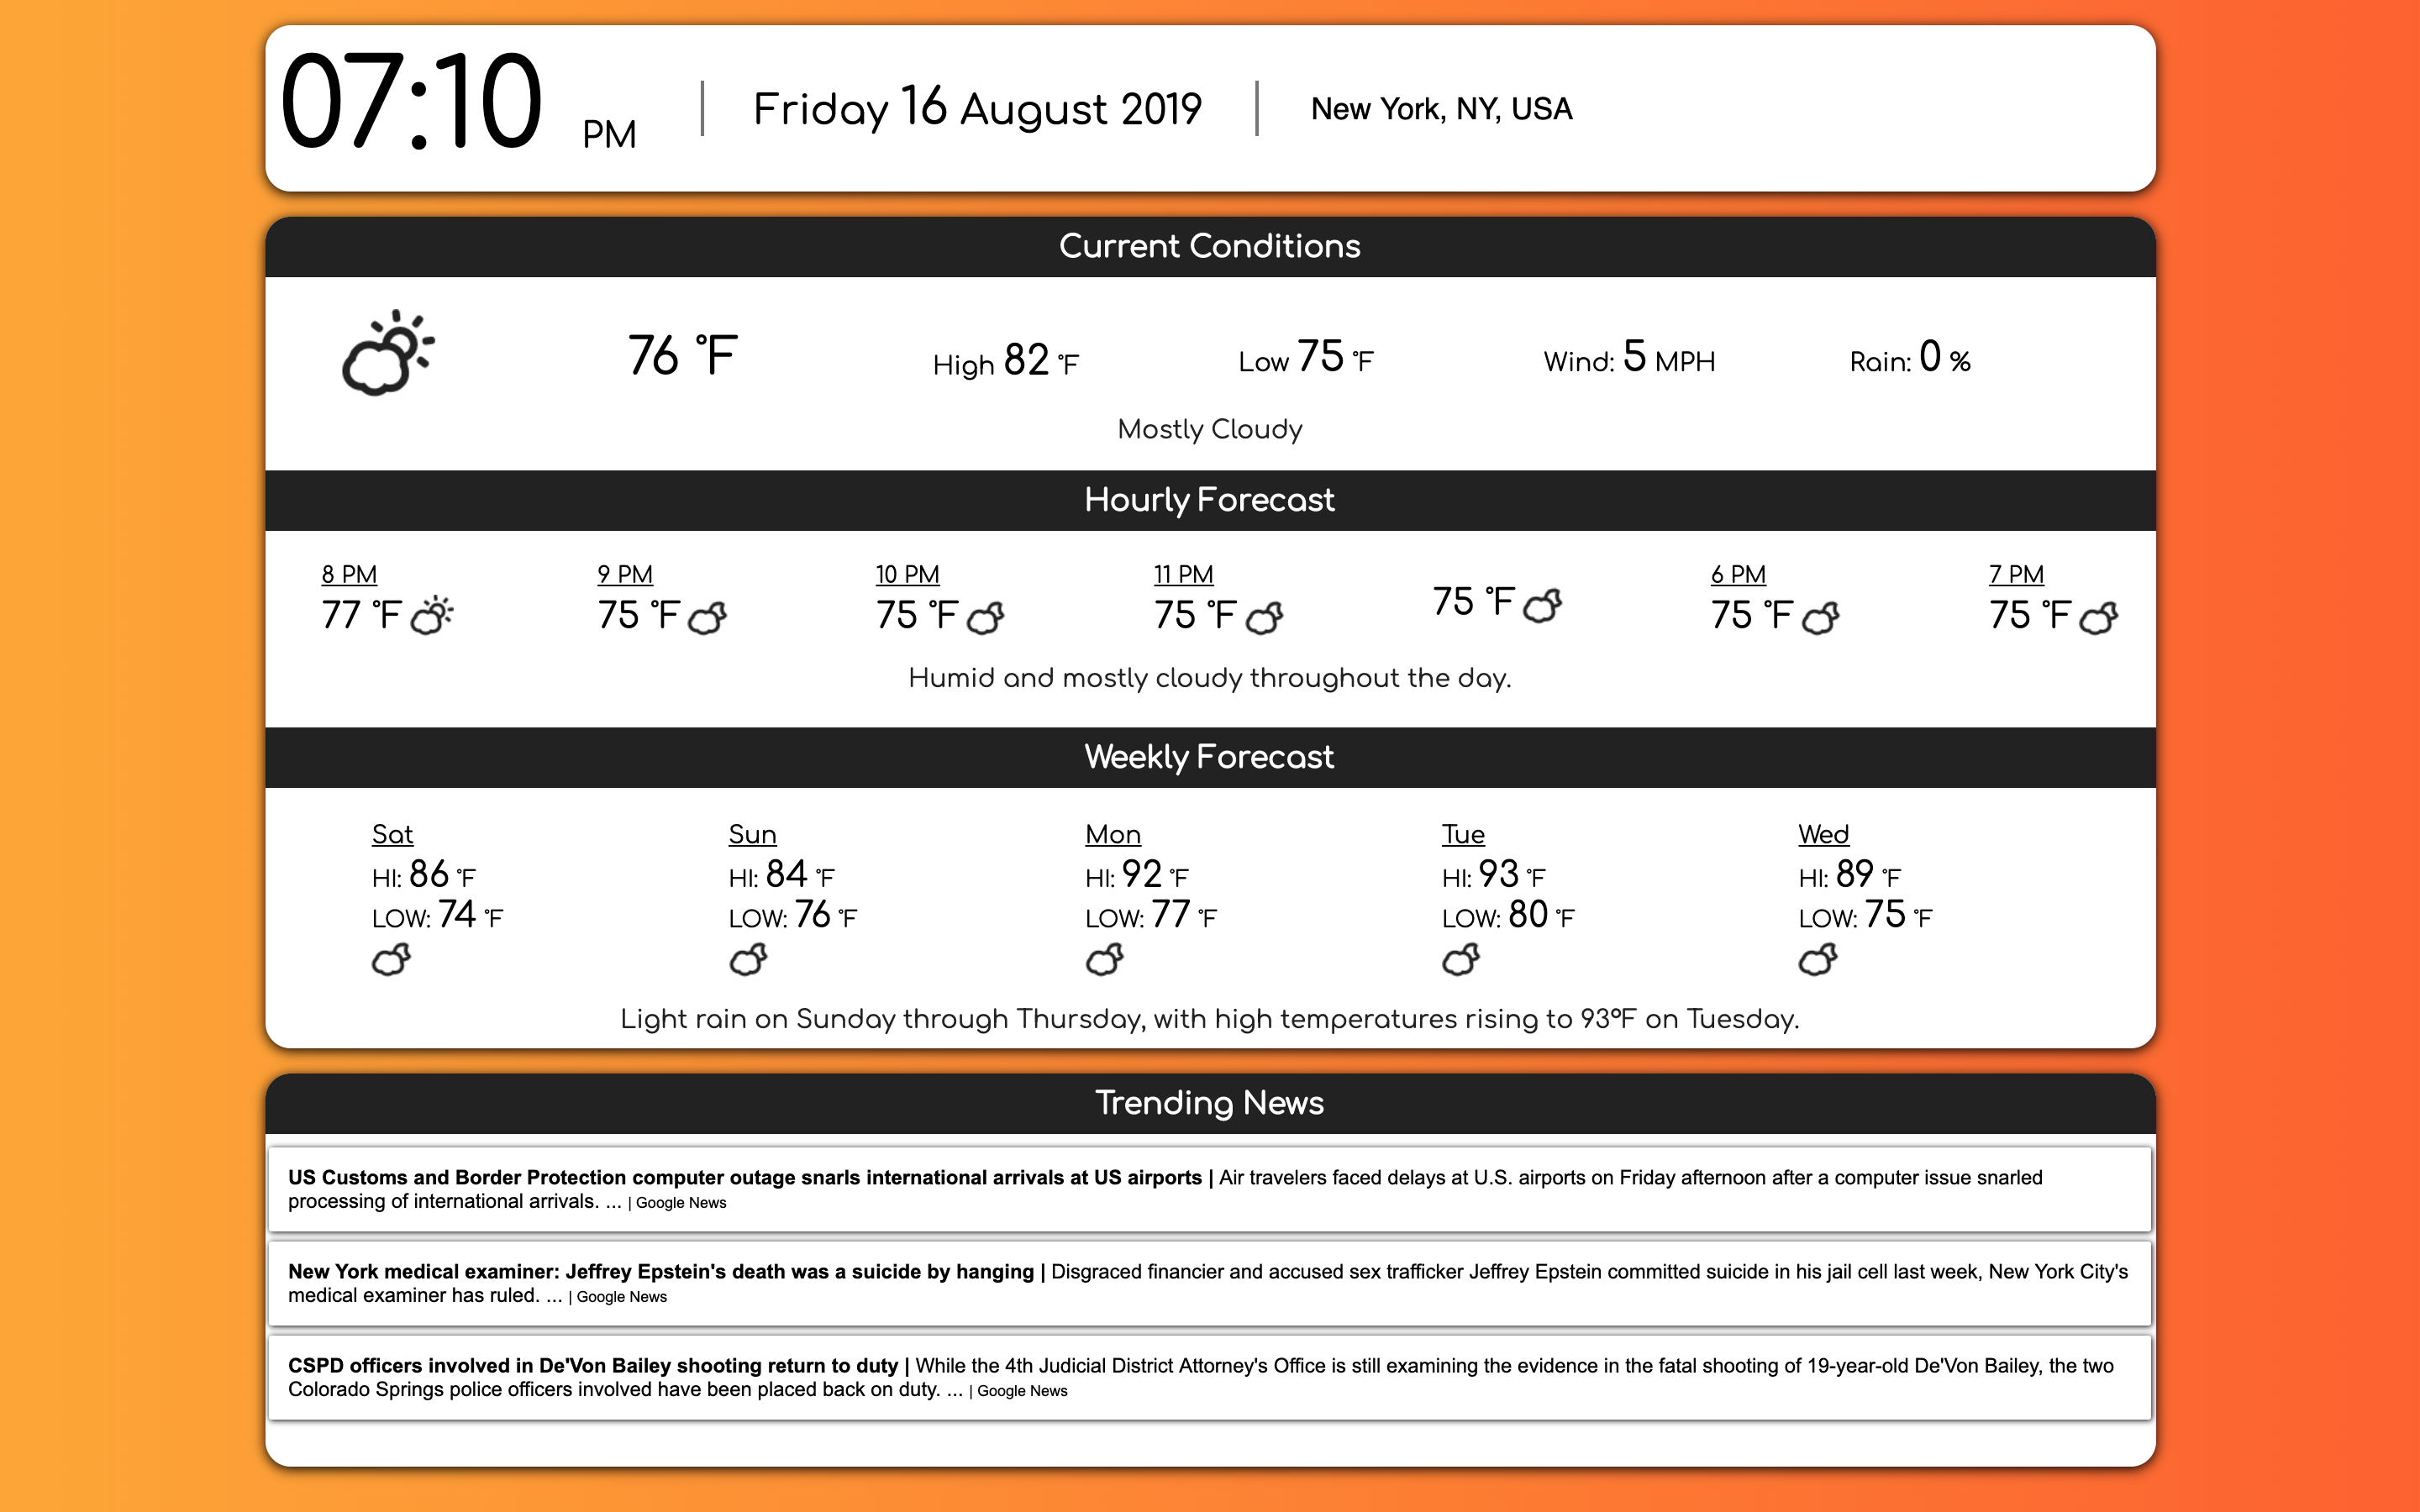 07:10 PM | Friday 16 August 2019 | New York, NY, USA
Current Conditions
76 °F High 82 °F Low 75 °F Wind: 5 MPH Rain: 0 %
Mostly Cloudy
Hourly Forecast
8 PM 9 PM 10 PM 11 PM 6 PM 7 PM
77 °F 75 °F 75 °F 75 °F 75 °F 75 °F 75 °F
Humid and mostly cloudy throughout the day.
Weekly Forecast
Sat Sun Mon Tue Wed
HI: 86 °F HI: 84 °F HI: 92 °F HI: 93 °F HI: 89 °F
LOW: 74 °F LOW: 76 °F LOW: 77 °F LOW: 80 °F LOW: 75 °F
Light rain on Sunday through Thursday, with high temperatures rising to 93°F on Tuesday.
Trending News
US Customs and Border Protection computer outage snarls international arrivals at US airports | Air travelers faced delays at U.S. airports on Friday afternoon after a computer issue snarled
processing of international arrivals. ... | Google News
New York medical examiner: Jeffrey Epstein's death was a suicide by hanging | Disgraced financier and accused sex trafficker Jeffrey Epstein committed suicide in his jail cell last week, New York City's
medical examiner has ruled. ... | Google News
CSPD officers involved in De'Von Bailey shooting return to duty | While the 4th Judicial District Attorney's Office is still examining the evidence in the fatal shooting of 19-year-old De'Von Bailey, the two
Colorado Springs police officers involved have been placed back on duty. ... | Google News